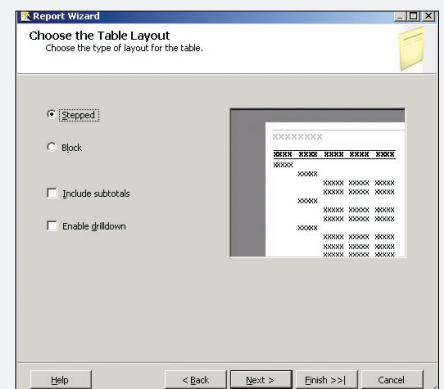 Report Wizard
Choose the Table Layout
Choose the type of layout for the table.
Stepped
Block
Include subtotals
Enable drilldown
XXXXXXXX
XXXX XXXX XXXX XXXX XXXX
XXXXX
XXXXX
XXXXX XXXXX XXXXX
XXXXX XXXXX XXXXX
XXXXX
XXXXX XXXXX XXXXX
XXXXX XXXXX XXXXX
XXXXX
XXXXX XXXXX XXXXX
XXXXX XXXXX XXXXX
XXXXX XXXXX XXXXX
Help
< Back
Next >
Finish >>|
Cancel